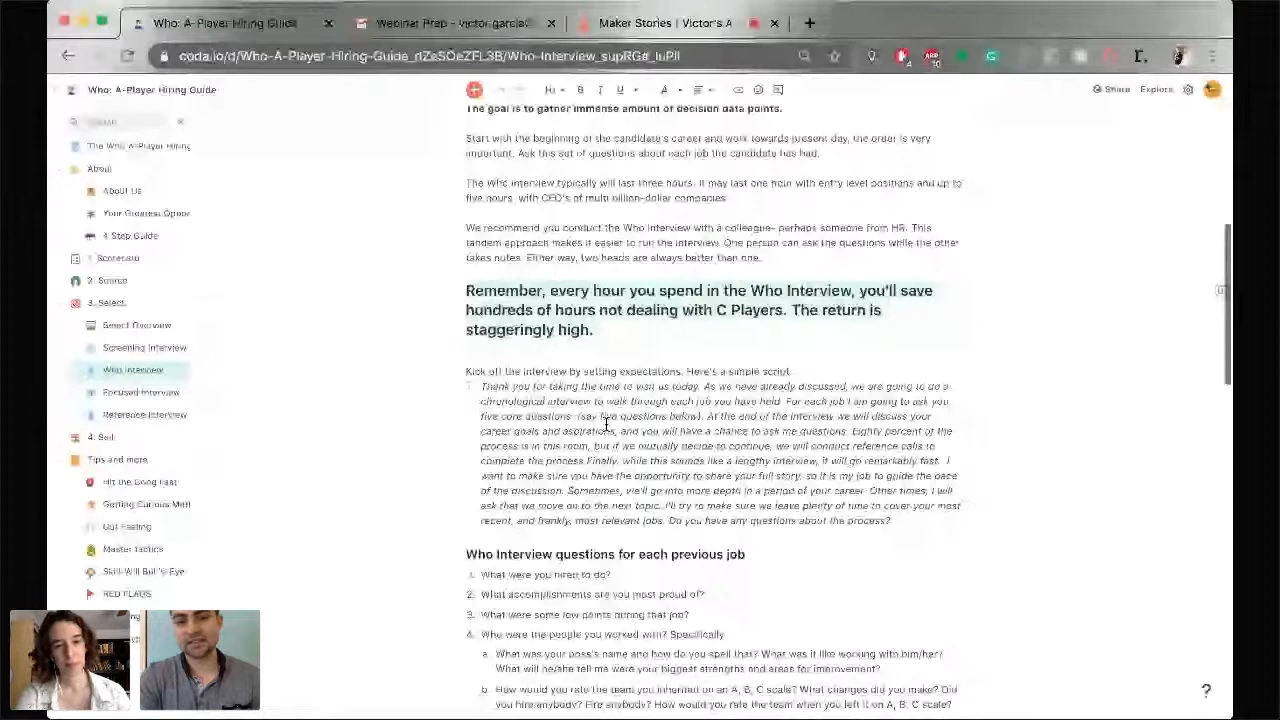 Who: A-Player Hiring Guide
Webinar Prep - victor garcia
Maker Stories | Victor's A
coda.io/d/Who-A-Player-Hiring-Guide_dZeSOeZFL3B/Who-Interview_supRG#_luPII
Who: A-Player Hiring Guide
Share
Explore
Search
The Who A-Player Hiring
About
About Us
Your Greatest Oppor
4 Step Guide
1. Scorecard
2. Source
3. Select
Select Overview
Screening Interview
Who Interview
Focused Interview
Reference Interview
4. Sell
Tips and more
Hit the Going Fast
Getting Curious Met
Gut Feeling
Master Tactics
Skill-Will Bull's-Eye
RED FLAGS
The goal is to gather immense amount of decision data points.
Start with the beginning of the candidate's career and work towards present day, the order is very
important. Ask this set of questions about each job the candidate has had.
The Who Interview typically will last three hours. It may last one hour with entry level positions and up to
five hours, with CEO's of multi billion-dollar companies
We recommend you conduct the Who Interview with a colleague- perhaps someone from HR. This
tandem approach makes it easier to run the interview. One person can ask the questions while the other
takes notes. Either way, two heads are always better than one.
Remember, every hour you spend in the Who Interview, you'll save
hundreds of hours not dealing with C Players. The return is
staggeringly high.
Kick off the interview by setting expectations. Here's a simple script.
Thank you for taking the time to visit us today. As we have already discussed, we are going to do a
chronological interview to walk through each job you have held. For each job I am going to ask you
five core questions (say five questions below). At the end of the interview we will discuss your
career goals and aspirations, and you will have a chance to ask me questions. Eighty percent of the
process is in this room, but if we mutually decide to continue, we will conduct reference calls to
complete the process Finally, while this sounds like a lengthy interview, it will go remarkably fast. I
want to make sure you have the opportunity to share your full story, so it is my job to guide the pace
of the discussion. Sometimes, we'll go into more depth in a period of your career. Other times, I will
ask that we move on to the next topic. I'll try to make sure we leave plenty of time to cover your most
recent, and frankly, most relevant jobs. Do you have any questions about the process?
Who Interview questions for each previous job
1. What were you hired to do?
2. What accomplishments are you most proud of?
3. What were some low points during that job?
4. Who were the people you worked with? Specifically
a. What was your boss's name and how do you spell that? What was it like working with him/her?
What will he/she tell me were your biggest strengths and areas for improvement?
b. How would you rate the team you inherited on an A, B, C scale? What changes did you make? Did
you hire anybody? Fire anybody? How would you rate the team when you left it on A, B, C scale?
?